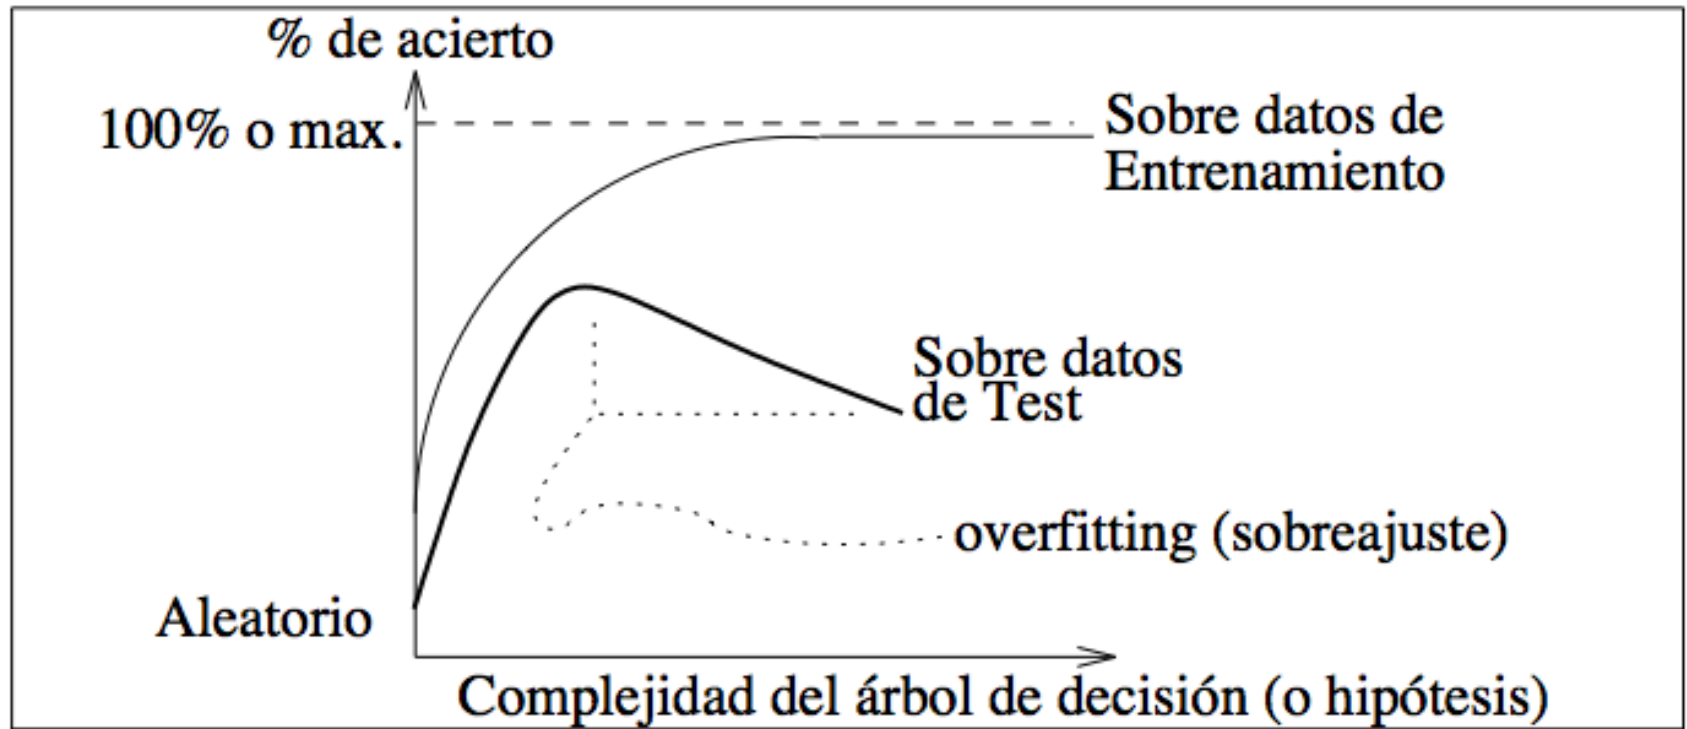 % de acierto
100% o max.
Sobre datos de
Entrenamiento
Sobre datos
de Test
overfitting (sobreajuste)
Aleatorio
Complejidad del árbol de decisión (o hipótesis)